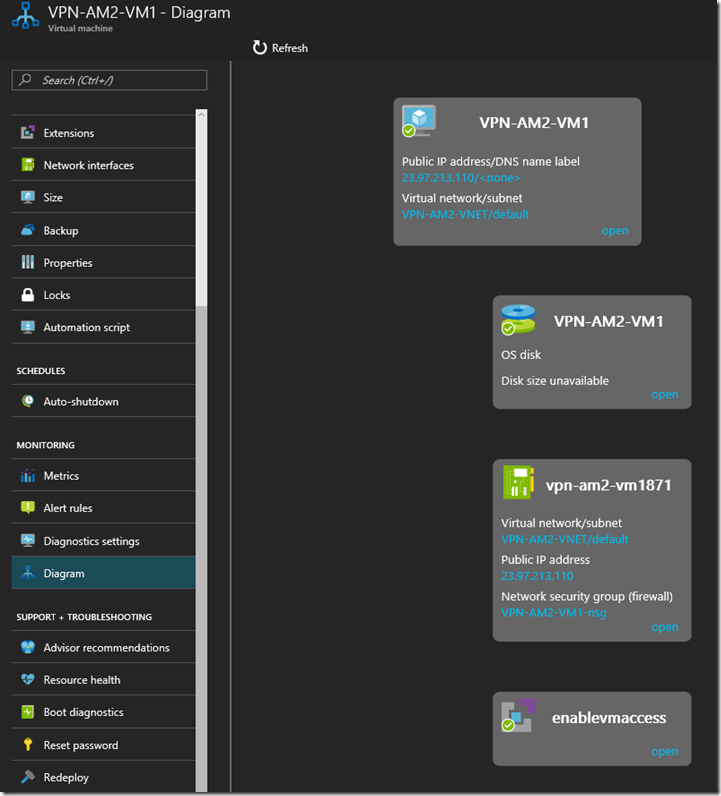 VPN-AM2-VM1 - Diagram
Virtual machine
Refresh
Search (Ctrl+/)
Extensions
Network interfaces
Size
Backup
Properties
Locks
Automation script
SCHEDULES
Auto-shutdown
MONITORING
Metrics
Alert rules
Diagnostics settings
Diagram
SUPPORT + TROUBLESHOOTING
Advisor recommendations
Resource health
Boot diagnostics
Reset password
Redeploy
VPN-AM2-VM1
Public IP address/DNS name label
23.97.213.110/<none>
Virtual network/subnet
VPN-AM2-VNET/default
open
VPN-AM2-VM1
OS disk
Disk size unavailable
open
vpn-am2-vm1871
Virtual network/subnet
VPN-AM2-VNET/default
Public IP address
23.97.213.110
Network security group (firewall)
VPN-AM2-VM1-nsg
open
enablevmaccess
open